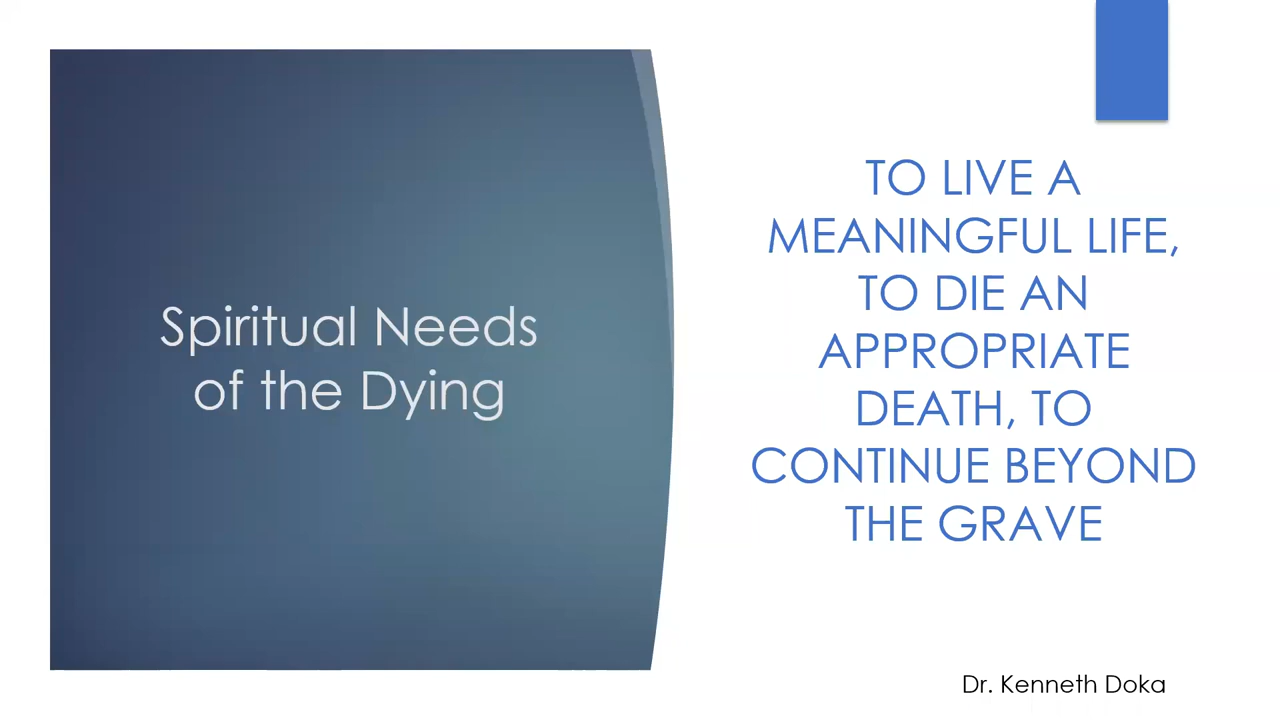 Spiritual Needs
of the Dying
TO LIVE A
MEANINGFUL LIFE,
TO DIE AN
APPROPRIATE
DEATH, TO
CONTINUE BEYOND
THE GRAVE
Dr. Kenneth Doka